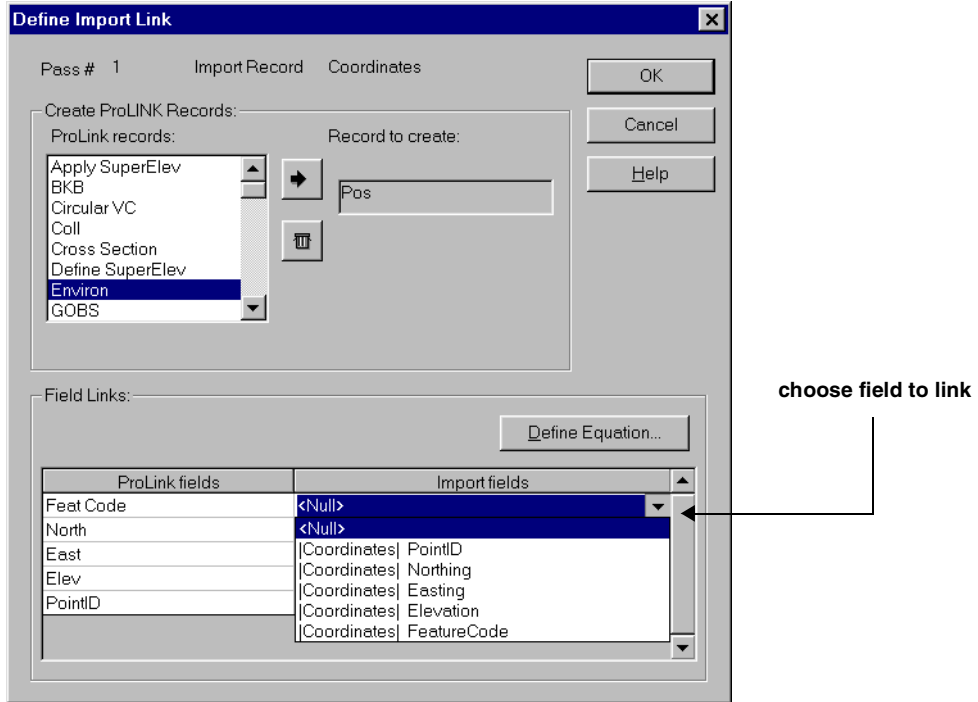 Define Import Link
Pass # 1 Import Record Coordinates
OK
Cancel
Help
Create ProLINK Records:
ProLink records:
Record to create:
Apply SuperElev
BKB
Circular VC
Coll
Cross Section
Define SuperElev
Environ
GOBS
Pos
Field Links:
choose field to link
Define Equation...
ProLink fields
Import fields
Feat Code
<Null>
North
<Null>
East
|Coordinates| PointID
|Coordinates| Northing
Elev
|Coordinates| Easting
|Coordinates| Elevation
PointID
|Coordinates| FeatureCode